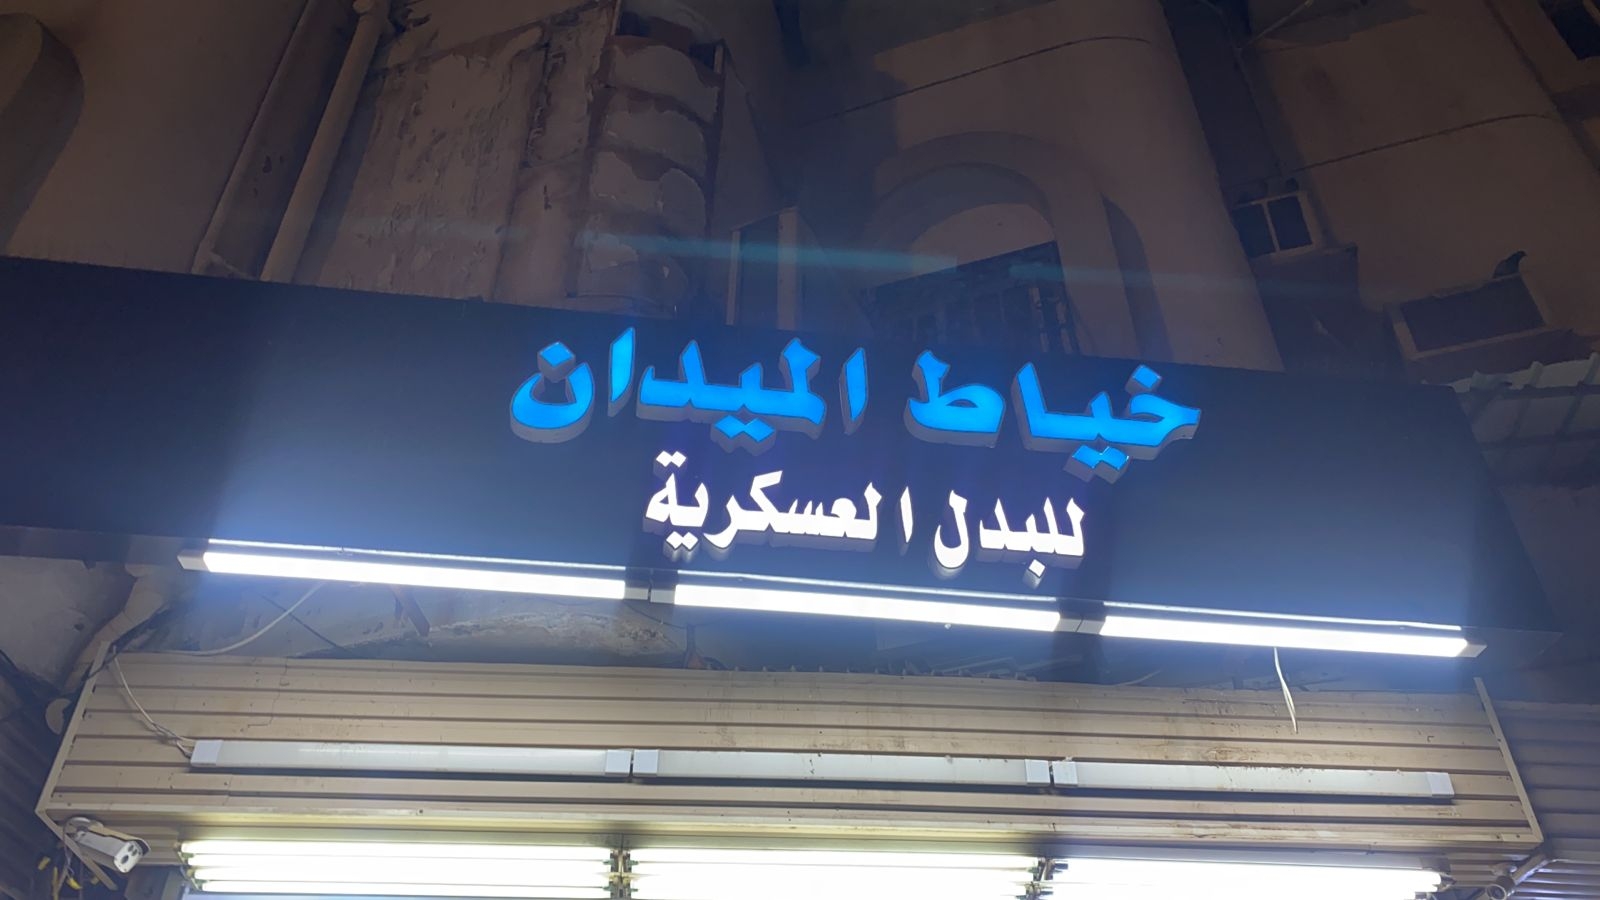 خياط الميدان
للبدل العسكرية